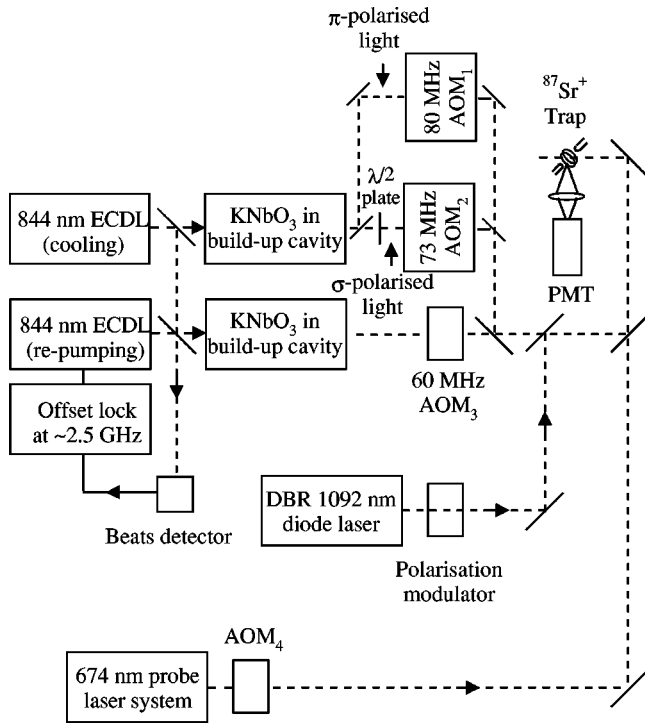 π-polarised
light
80 MHz
AOM₁
⁸⁷Sr⁺
Trap
λ/2
plate
844 nm ECDL
(cooling)
KNbO₃ in
build-up cavity
73 MHz
AOM₂
σ-polarised
light
PMT
844 nm ECDL
(re-pumping)
KNbO₃ in
build-up cavity
60 MHz
AOM₃
Offset lock
at ~2.5 GHz
Beats detector
DBR 1092 nm
diode laser
Polarisation
modulator
AOM₄
674 nm probe
laser system